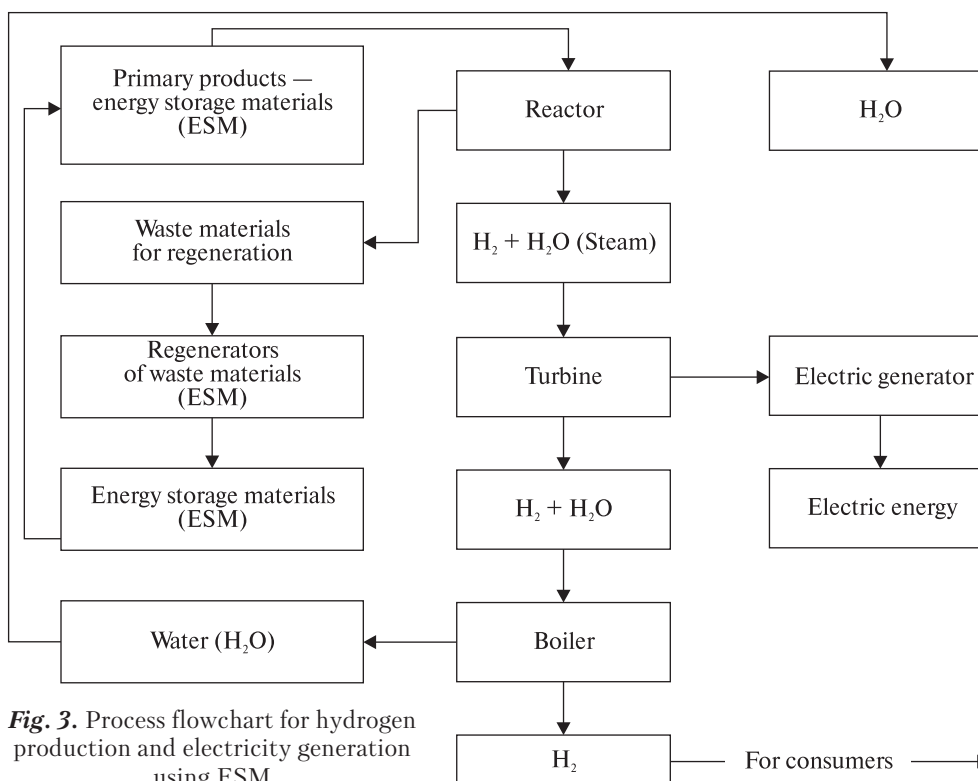 Primary products —
energy storage materials
(ESM)
Reactor
H₂O
Waste materials
for regeneration
H₂ + H₂O (Steam)
Regenerators
of waste materials
(ESM)
Turbine
Electric generator
Energy storage materials
(ESM)
H₂ + H₂O
Electric energy
Water (H₂O)
Boiler
Fig. 3. Process flowchart for hydrogen
production and electricity generation
using ESM
H₂
For consumers